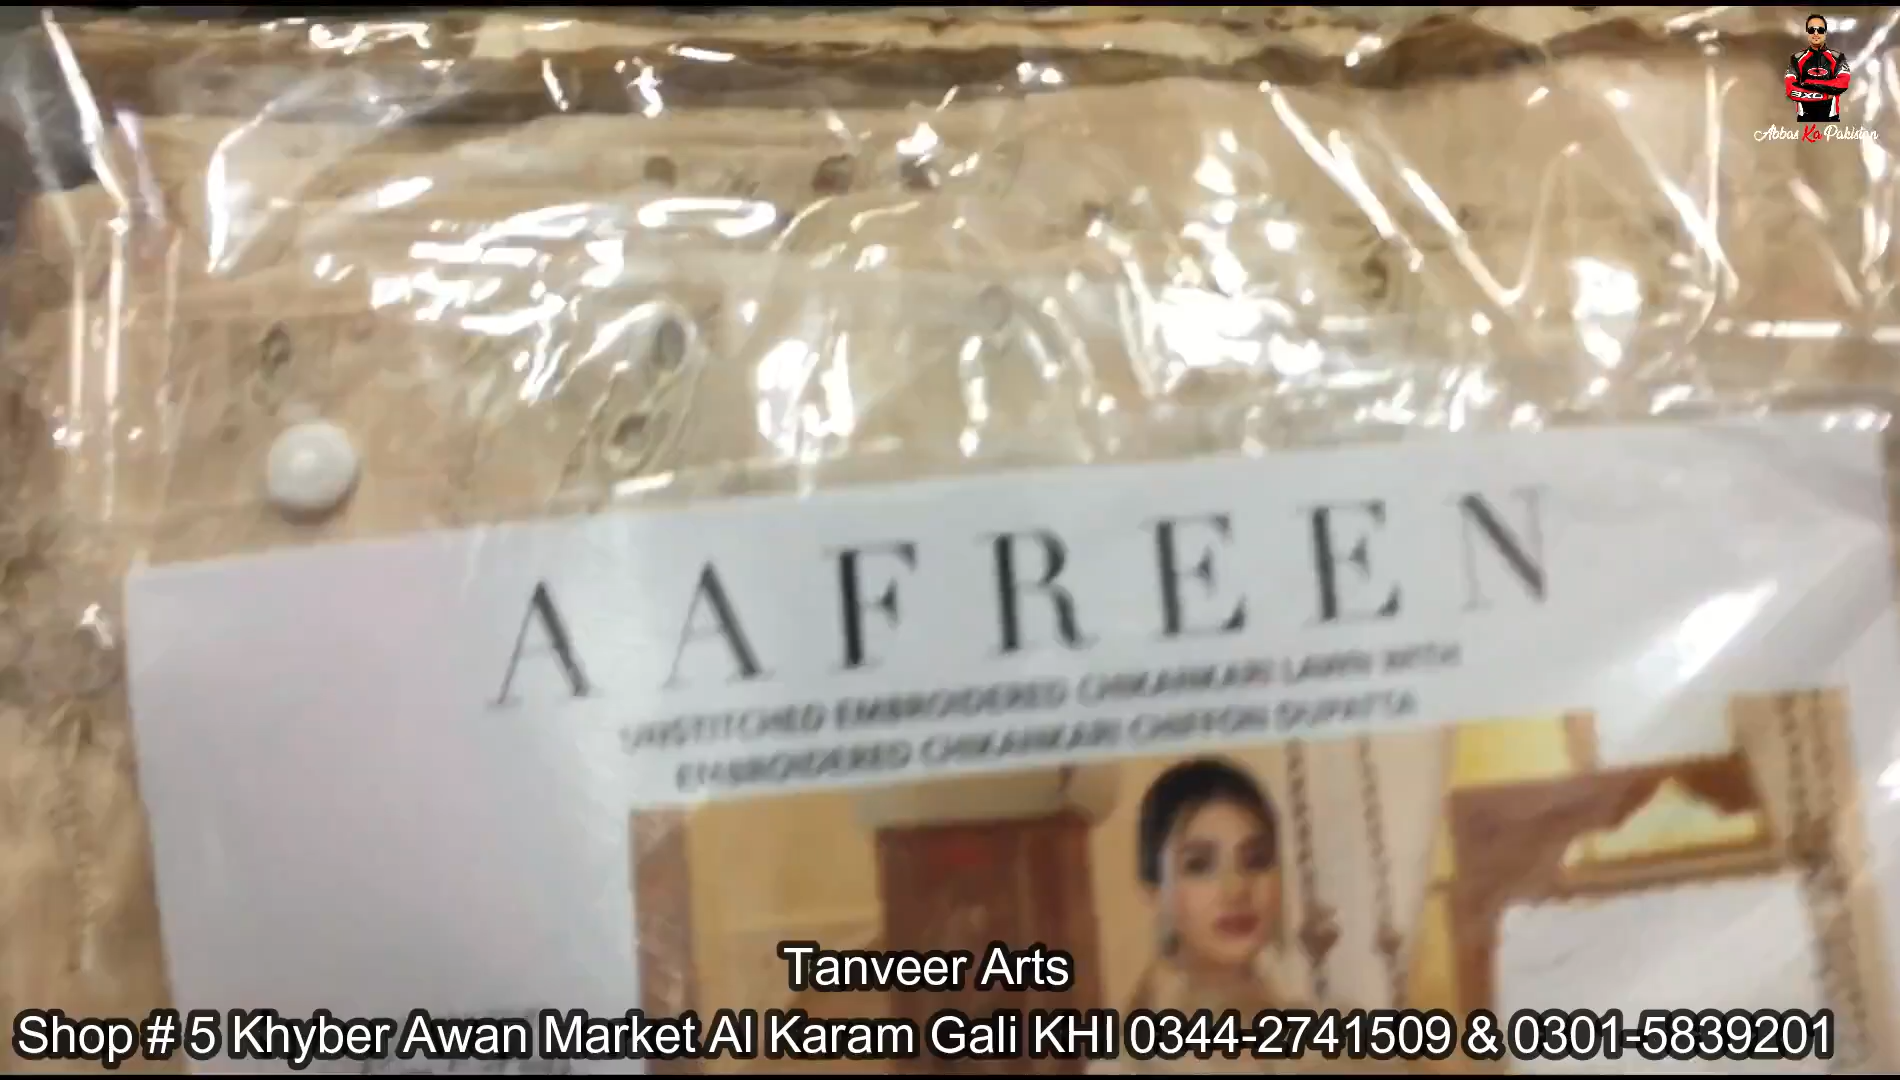 Abbas Ka Pakistan
AAFREEN
UNSTITCHED EMBROIDERED CHIKANKARI LAWN WITH
EMBROIDERED CHIKANKARI CHIFFON DUPATTA
Tanveer Arts
Shop # 5 Khyber Awan Market Al Karam Gali KHI 0344-2741509 & 0301-5839201